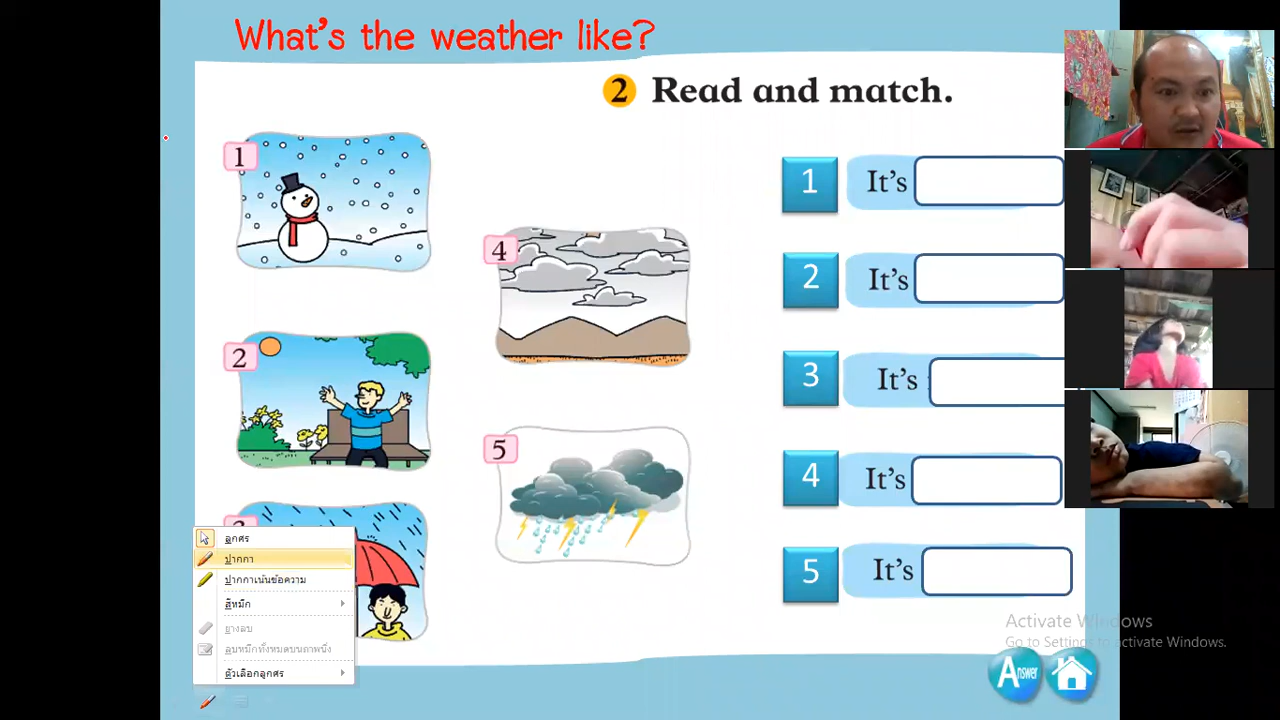 What's the weather like?
2 Read and match.
1
2
4
5
1 It's
2 It's
3 It's
4 It's
5 It's
ลูกศร
ปากกา
ปากกาเน้นข้อความ
สีหมึก
ยางลบ
ลบหมึกทั้งหมดบนภาพนิ่ง
ตัวเลือกลูกศร
Activate Windows
Go to Settings to activate Windows.
Answer